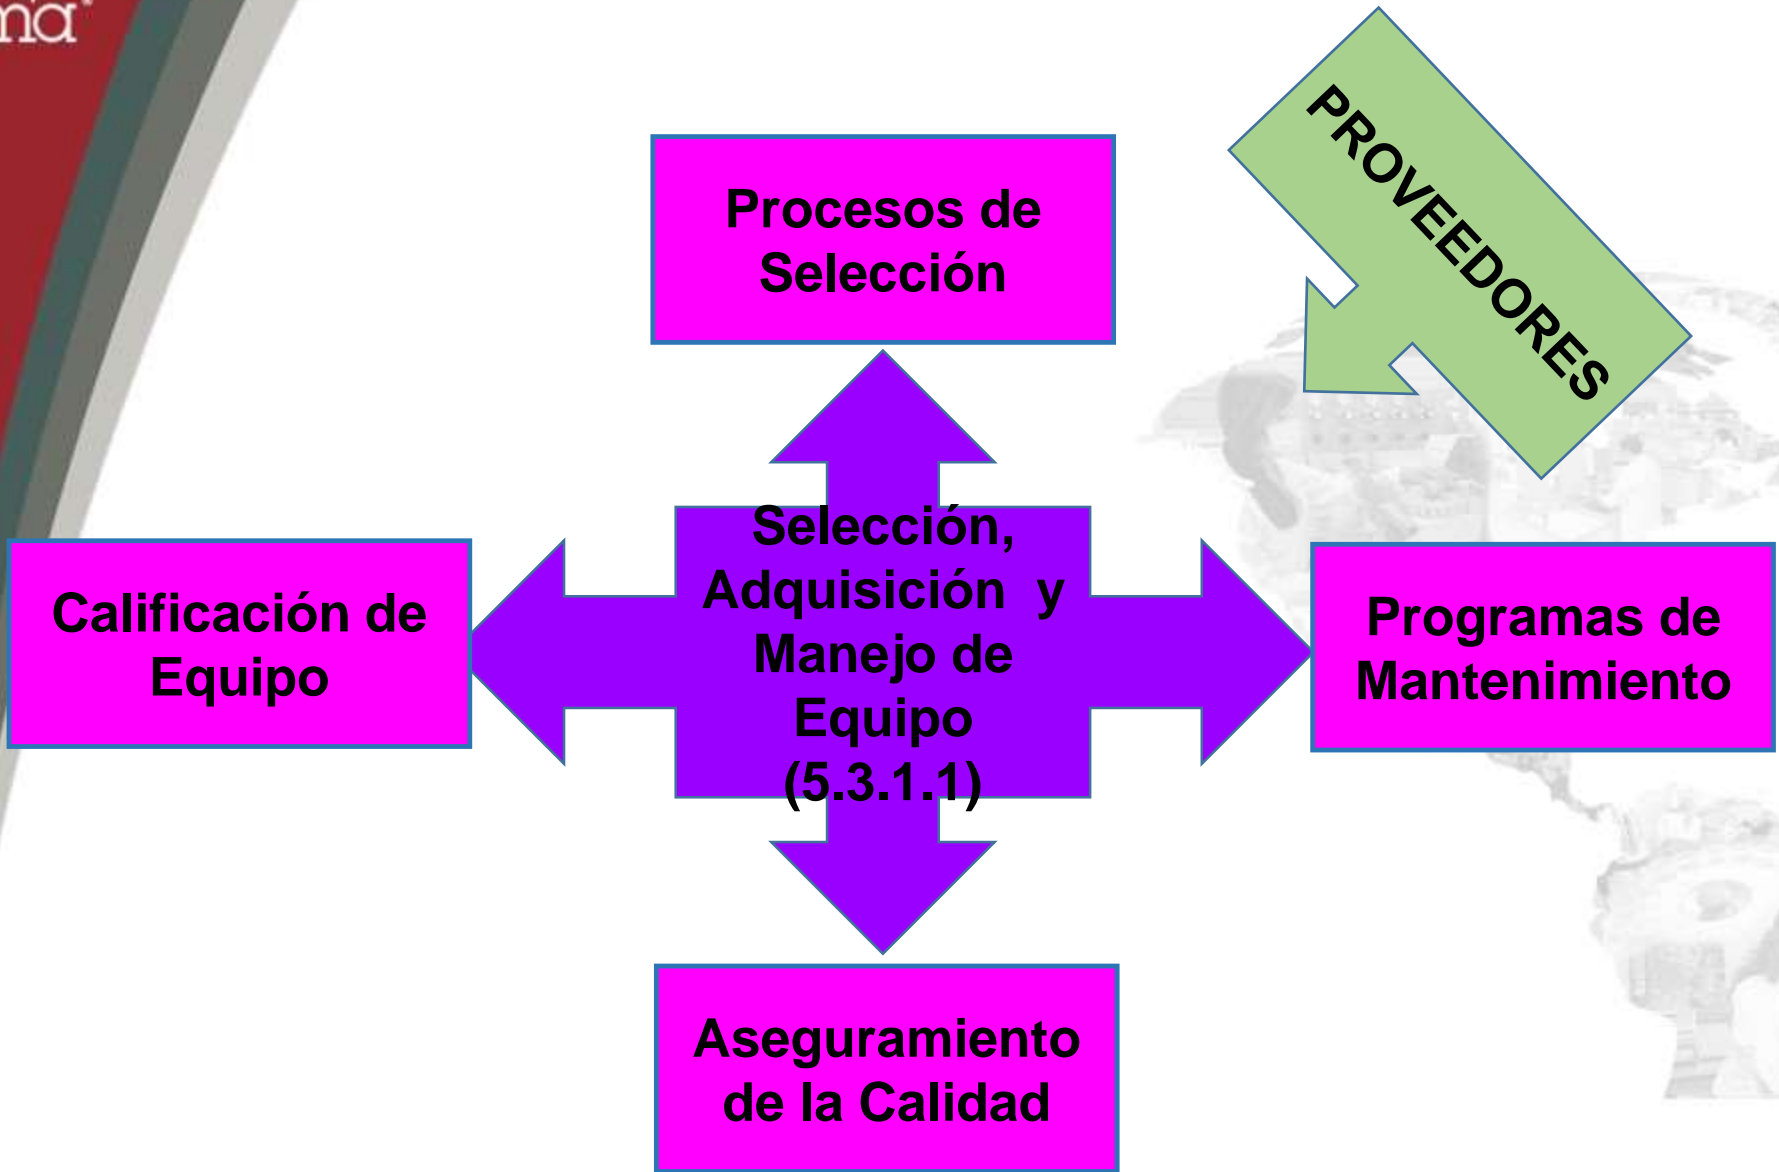 Procesos de
Selección
PROVEEDORES
Selección,
Adquisición y
Manejo de
Equipo
(5.3.1.1)
Calificación de
Equipo
Programas de
Mantenimiento
Aseguramiento
de la Calidad